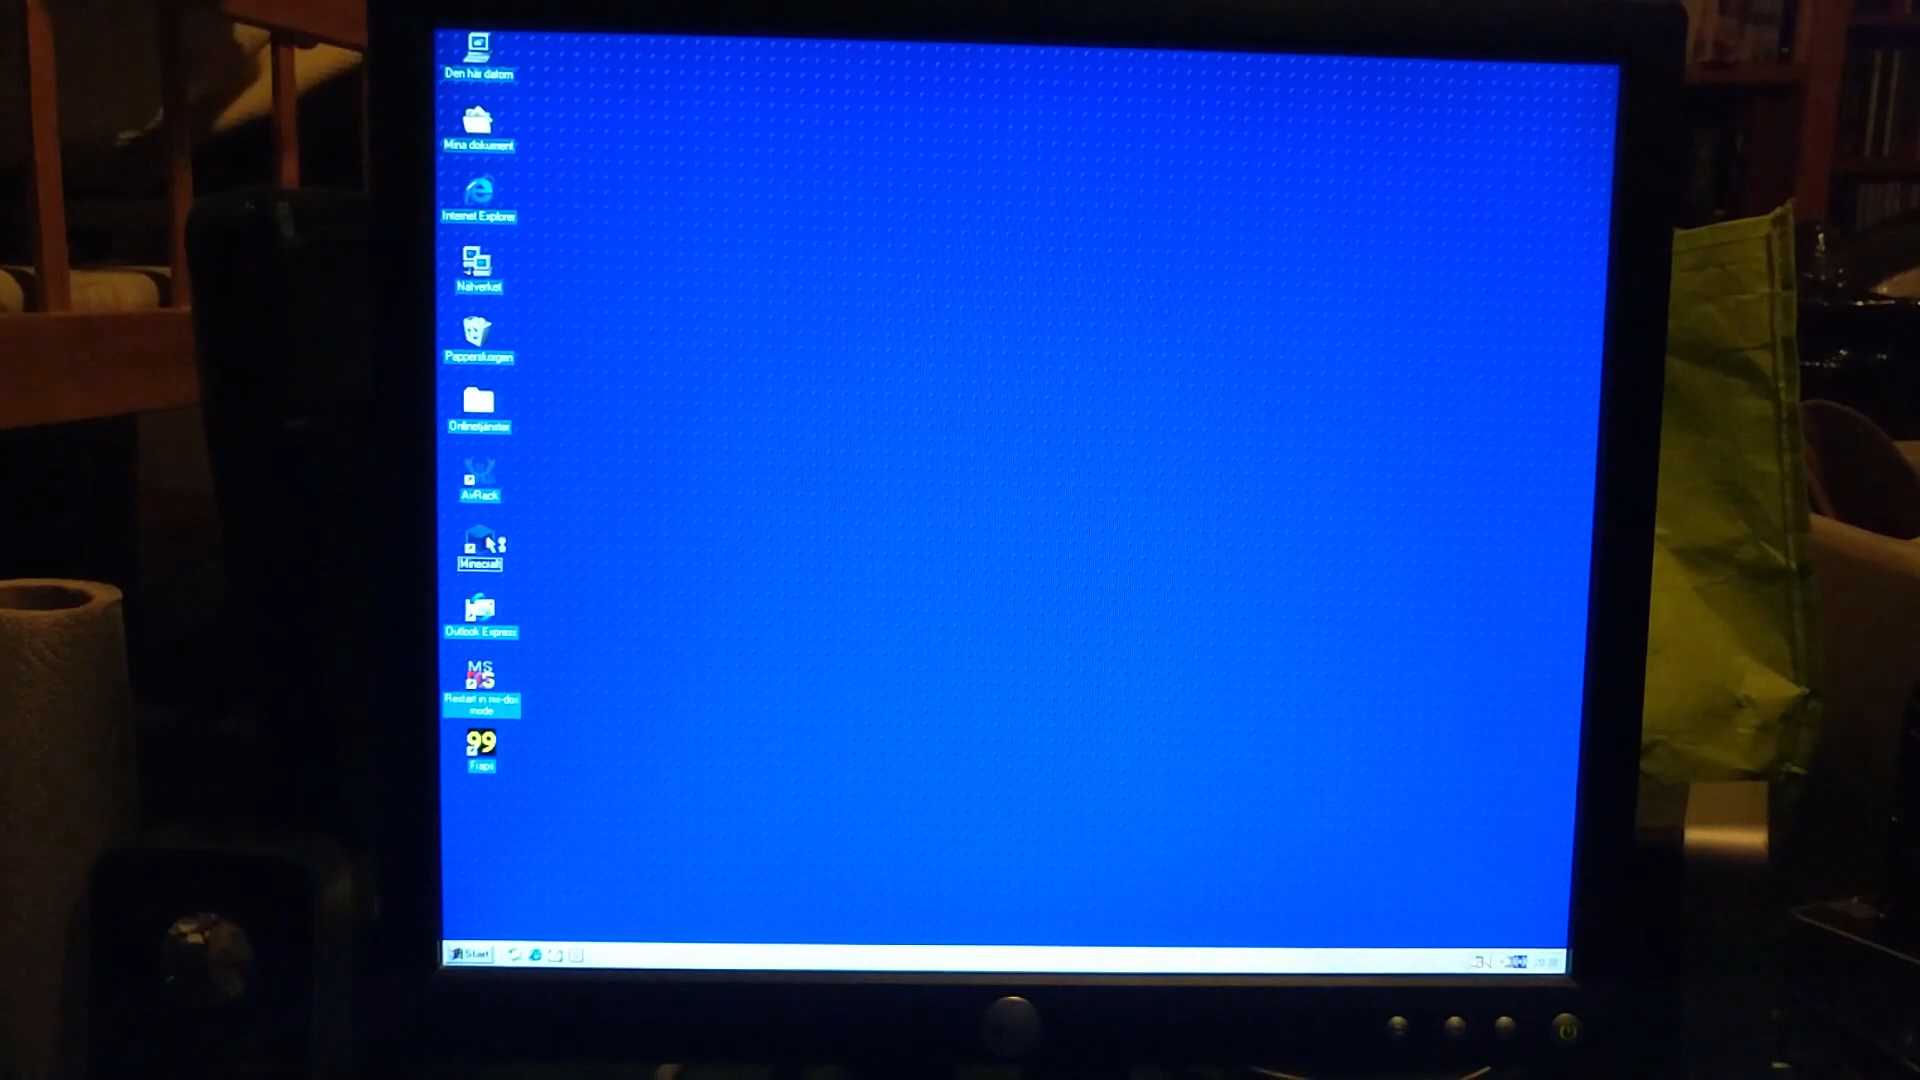 Den här datorn
Mina dokument
Internet Explorer
Nätverket
Papperskorgen
Onlinetjänster
AvRack
Minecraft
Outlook Express
MS
Restart in ms-dos
mode
99
Fraps
Start